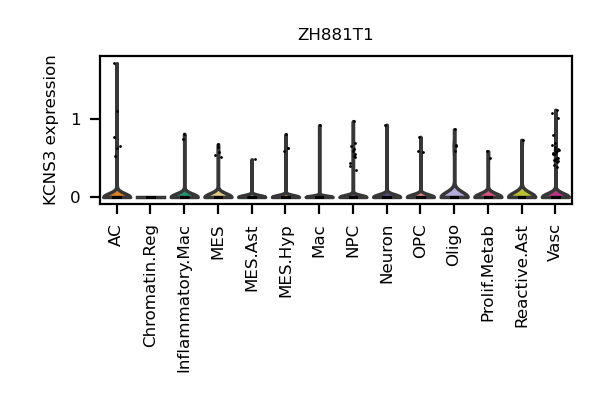 ZH881T1
KCNS3 expression
1
0
AC
Chromatin.Reg
Inflammatory.Mac
MES
MES.Ast
MES.Hyp
Mac
NPC
Neuron
OPC
Oligo
Prolif.Metab
Reactive.Ast
Vasc